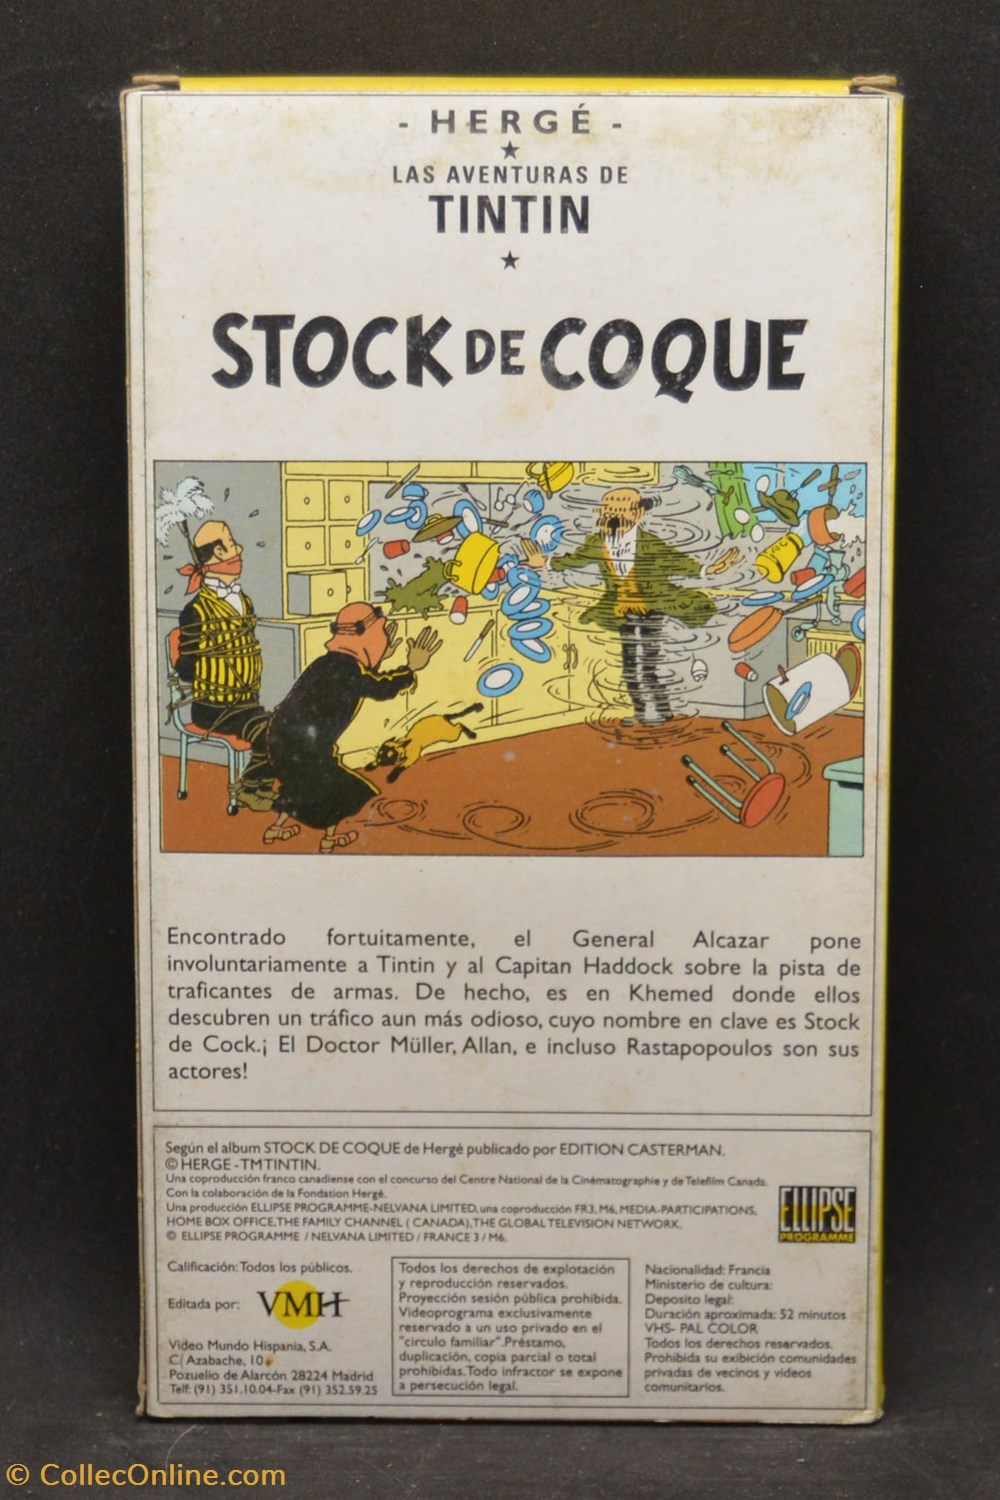 - HERGÉ -
LAS AVENTURAS DE
TINTIN
STOCK DE COQUE
Encontrado fortuitamente, el General Alcazar pone
involuntariamente a Tintin y al Capitan Haddock sobre la pista de
traficantes de armas. De hecho, es en Khemed donde ellos
descubren un tráfico aun más odioso, cuyo nombre en clave es Stock
de Cock.¡ El Doctor Müller, Allan, e incluso Rastapopoulos son sus
actores!
Según el album STOCK DE COQUE de Hergé publicado por EDITION CASTERMAN.
© HERGE - TMTINTIN.
Una coproducción franco canadiense con el concurso del Centre National de la Cinématographie y de Telefilm Canada.
Con la colaboración de la Fondation Hergé.
Una producción ELLIPSE PROGRAMME-NELVANA LIMITED, una coproducción FR3, M6, MEDIA-PARTICIPATIONS,
HOME BOX OFFICE, THE FAMILY CHANNEL ( CANADA), THE GLOBAL TELEVISION NETWORK.
© ELLIPSE PROGRAMME / NELVANA LIMITED / FRANCE 3 / M6.
ELLIPSE
PROGRAMME
Calificación: Todos los públicos.
Editada por: VMH
Video Mundo Hispania, S.A.
C/ Azabache, 10
Pozuelo de Alarcón 28224 Madrid
Telf: (91) 351.10.04-Fax (91) 352.59.25
Todos los derechos de explotación
y reproducción reservados.
Proyección sesión pública prohibida.
Videoprograma exclusivamente
reservado a un uso privado en el
"circulo familiar". Préstamo,
duplicación, copia parcial o total
prohibidas. Todo infractor se expone
a persecución legal.
Nacionalidad: Francia
Ministerio de cultura:
Deposito legal:
Duración aproximada: 52 minutos
VHS- PAL COLOR
Todos los derechos reservados.
Prohibida su exibición comunidades
privadas de vecinos y videos
comunitarios.
© CollecOnline.com